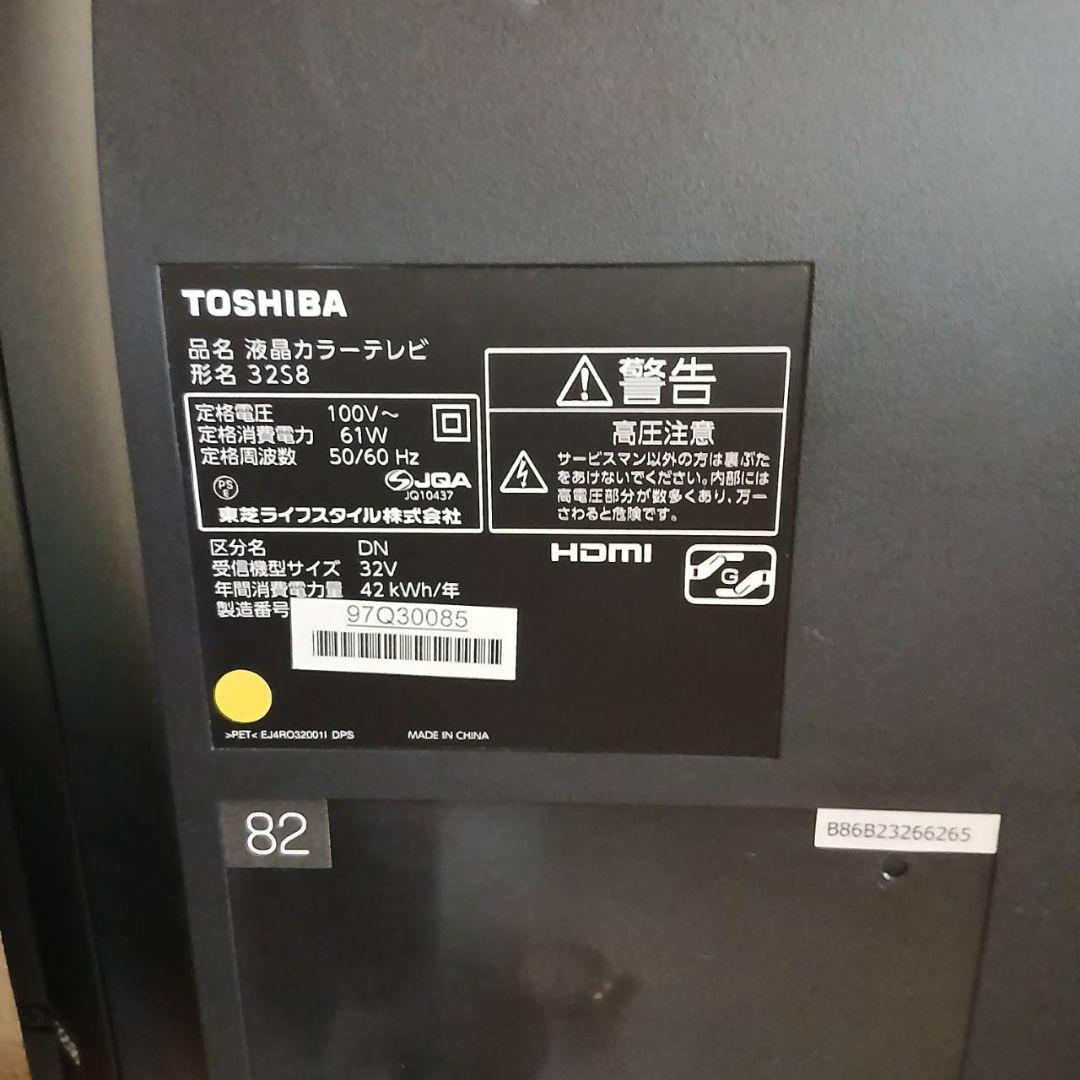 TOSHIBA
品名 液晶カラーテレビ
形名 32S8
定格電圧 100V～
定格消費電力 61W
定格周波数 50/60 Hz
PS
E
JQA
JQ10437
東芝ライフスタイル株式会社
警告
高圧注意
サービスマン以外の方は裏ぶた
をあけないでください。内部には
高電圧部分が数多くあり、万一
さわると危険です。
区分名 DN
受信機型サイズ 32V
年間消費電力量 42 kWh/年
製造番号
97Q30085
HDMI
G
>PET< EJ4RO32001I DPS
MADE IN CHINA
82
B86B23266265